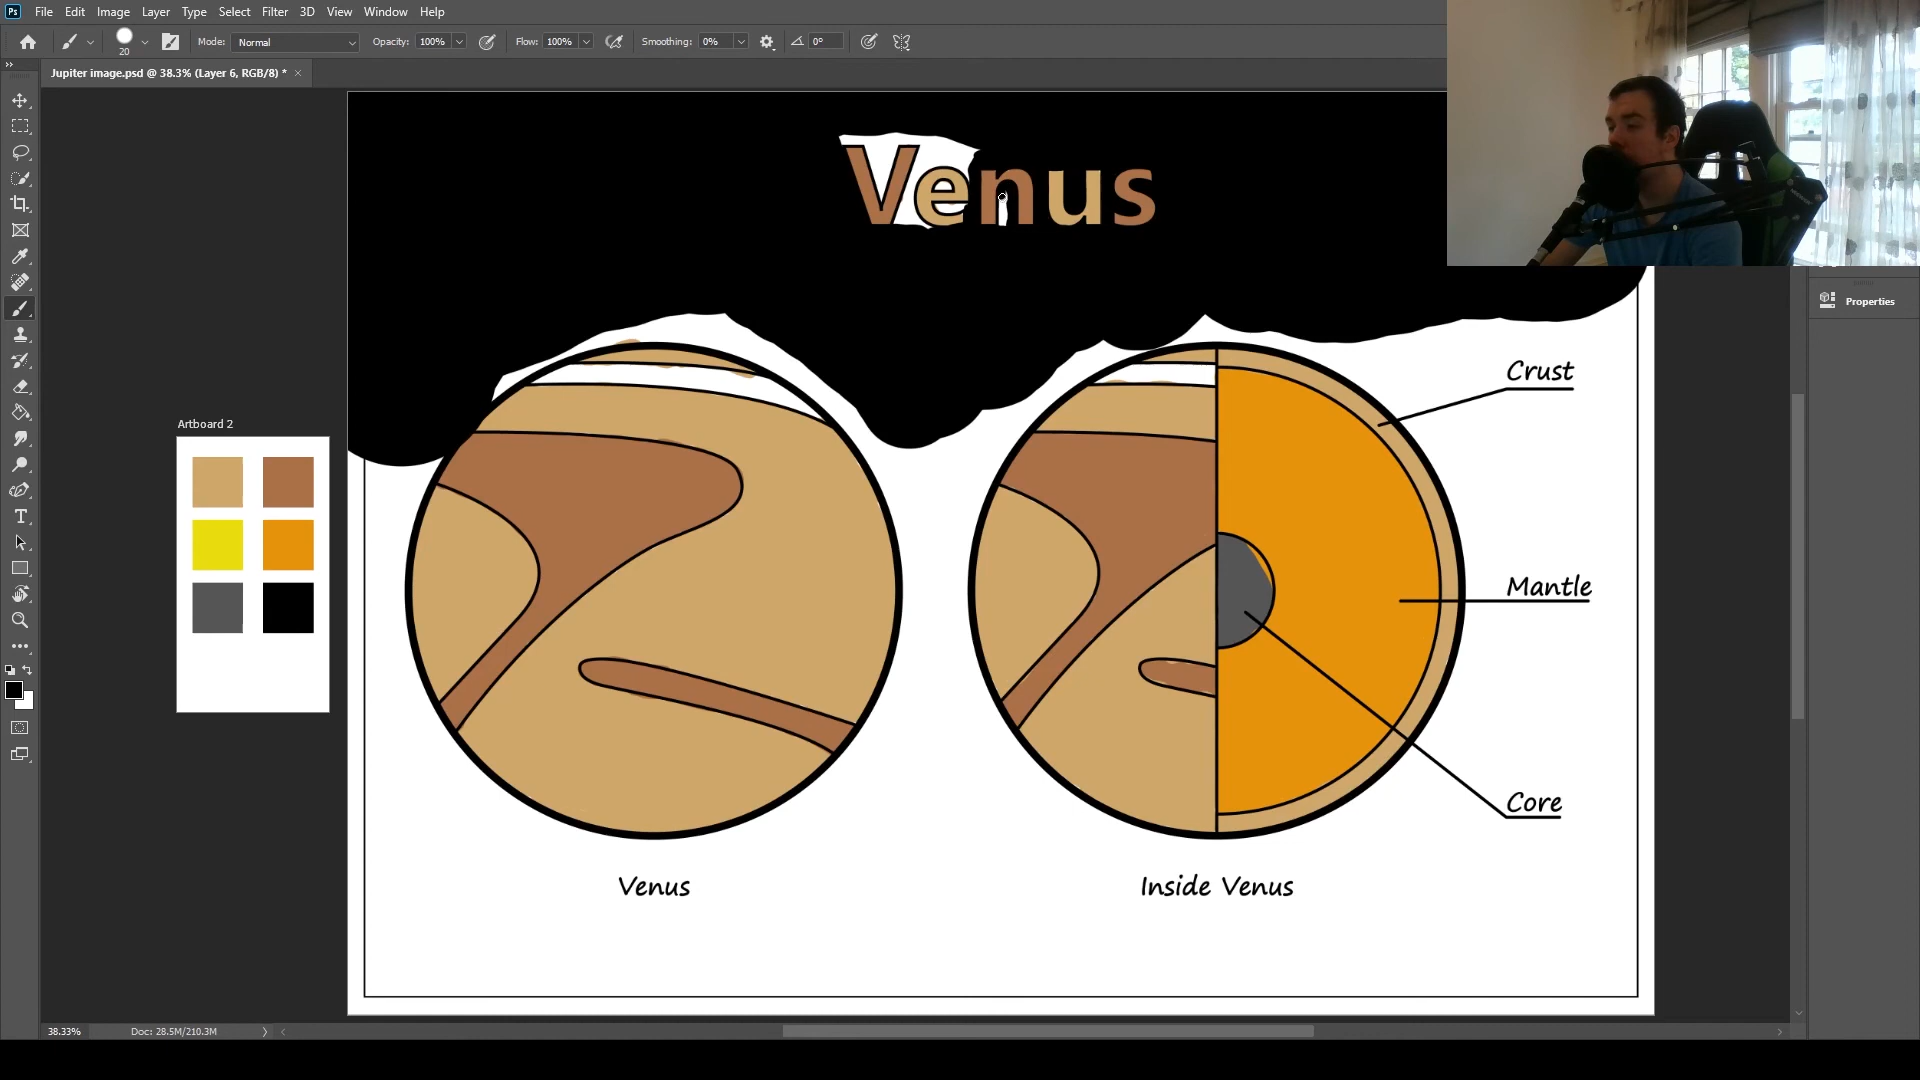 Ps File Edit Image Layer Type Select Filter 3D View Window Help
20 Mode: Normal Opacity: 100% Flow: 100% Smoothing: 0% 0°
Jupiter image.psd @ 38.3% (Layer 6, RGB/8) * ×
Venus
Properties
Crust
Artboard 2
Mantle
Core
Venus
Inside Venus
38.33% Doc: 28.5M/210.3M